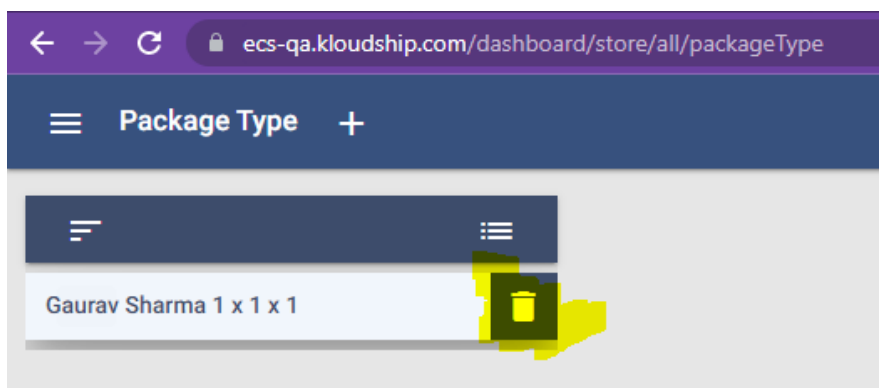 ecs-qa.kloudship.com/dashboard/store/all/packageType
Package Type +
Gaurav Sharma 1 x 1 x 1